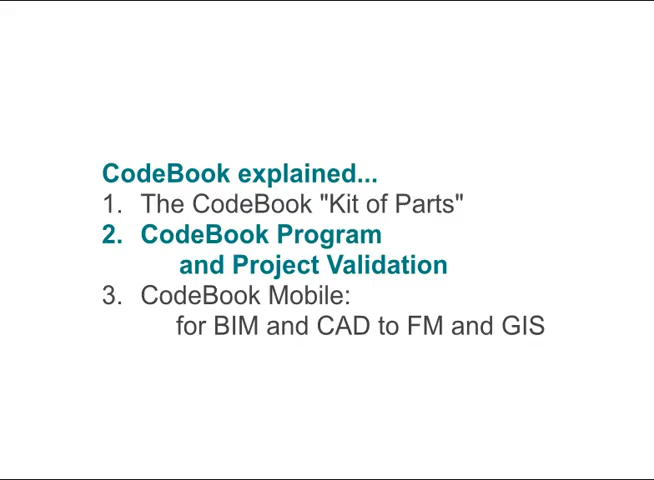 CodeBook explained...
1. The CodeBook "Kit of Parts"
2. CodeBook Program
and Project Validation
3. CodeBook Mobile:
for BIM and CAD to FM and GIS